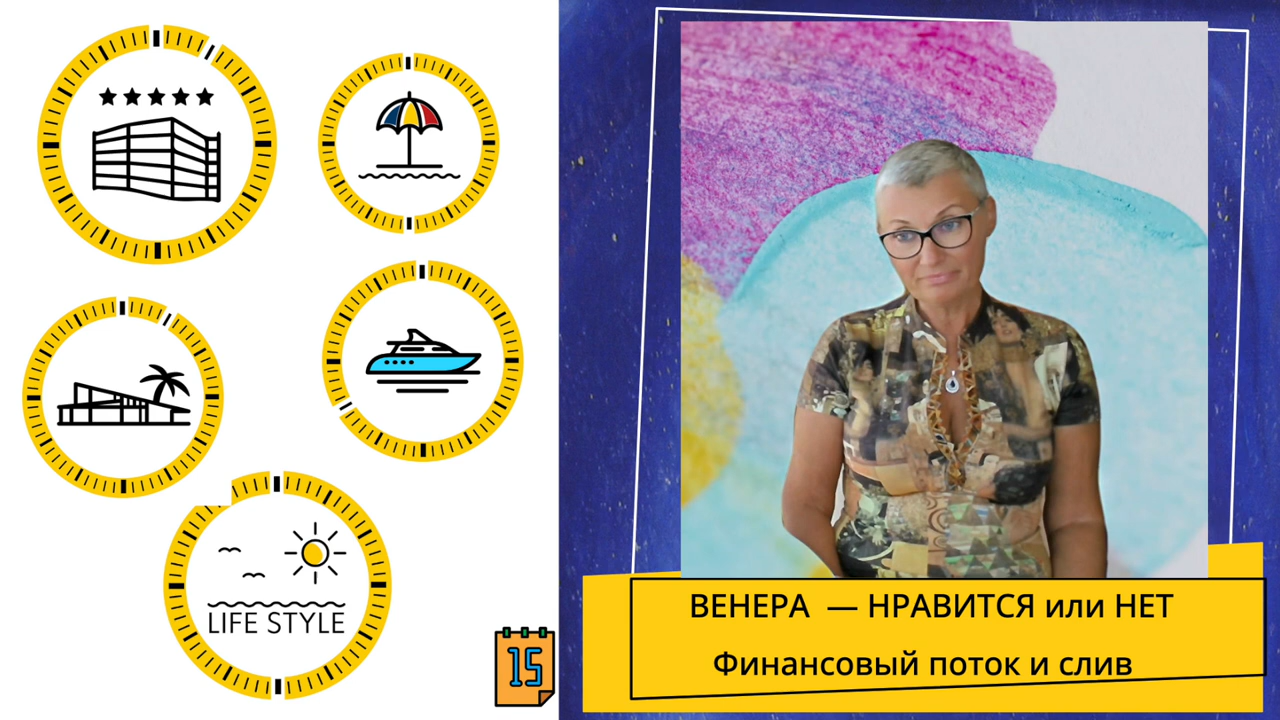 LIFE STYLE
15
ВЕНЕРА — НРАВИТСЯ или НЕТ
Финансовый поток и слив